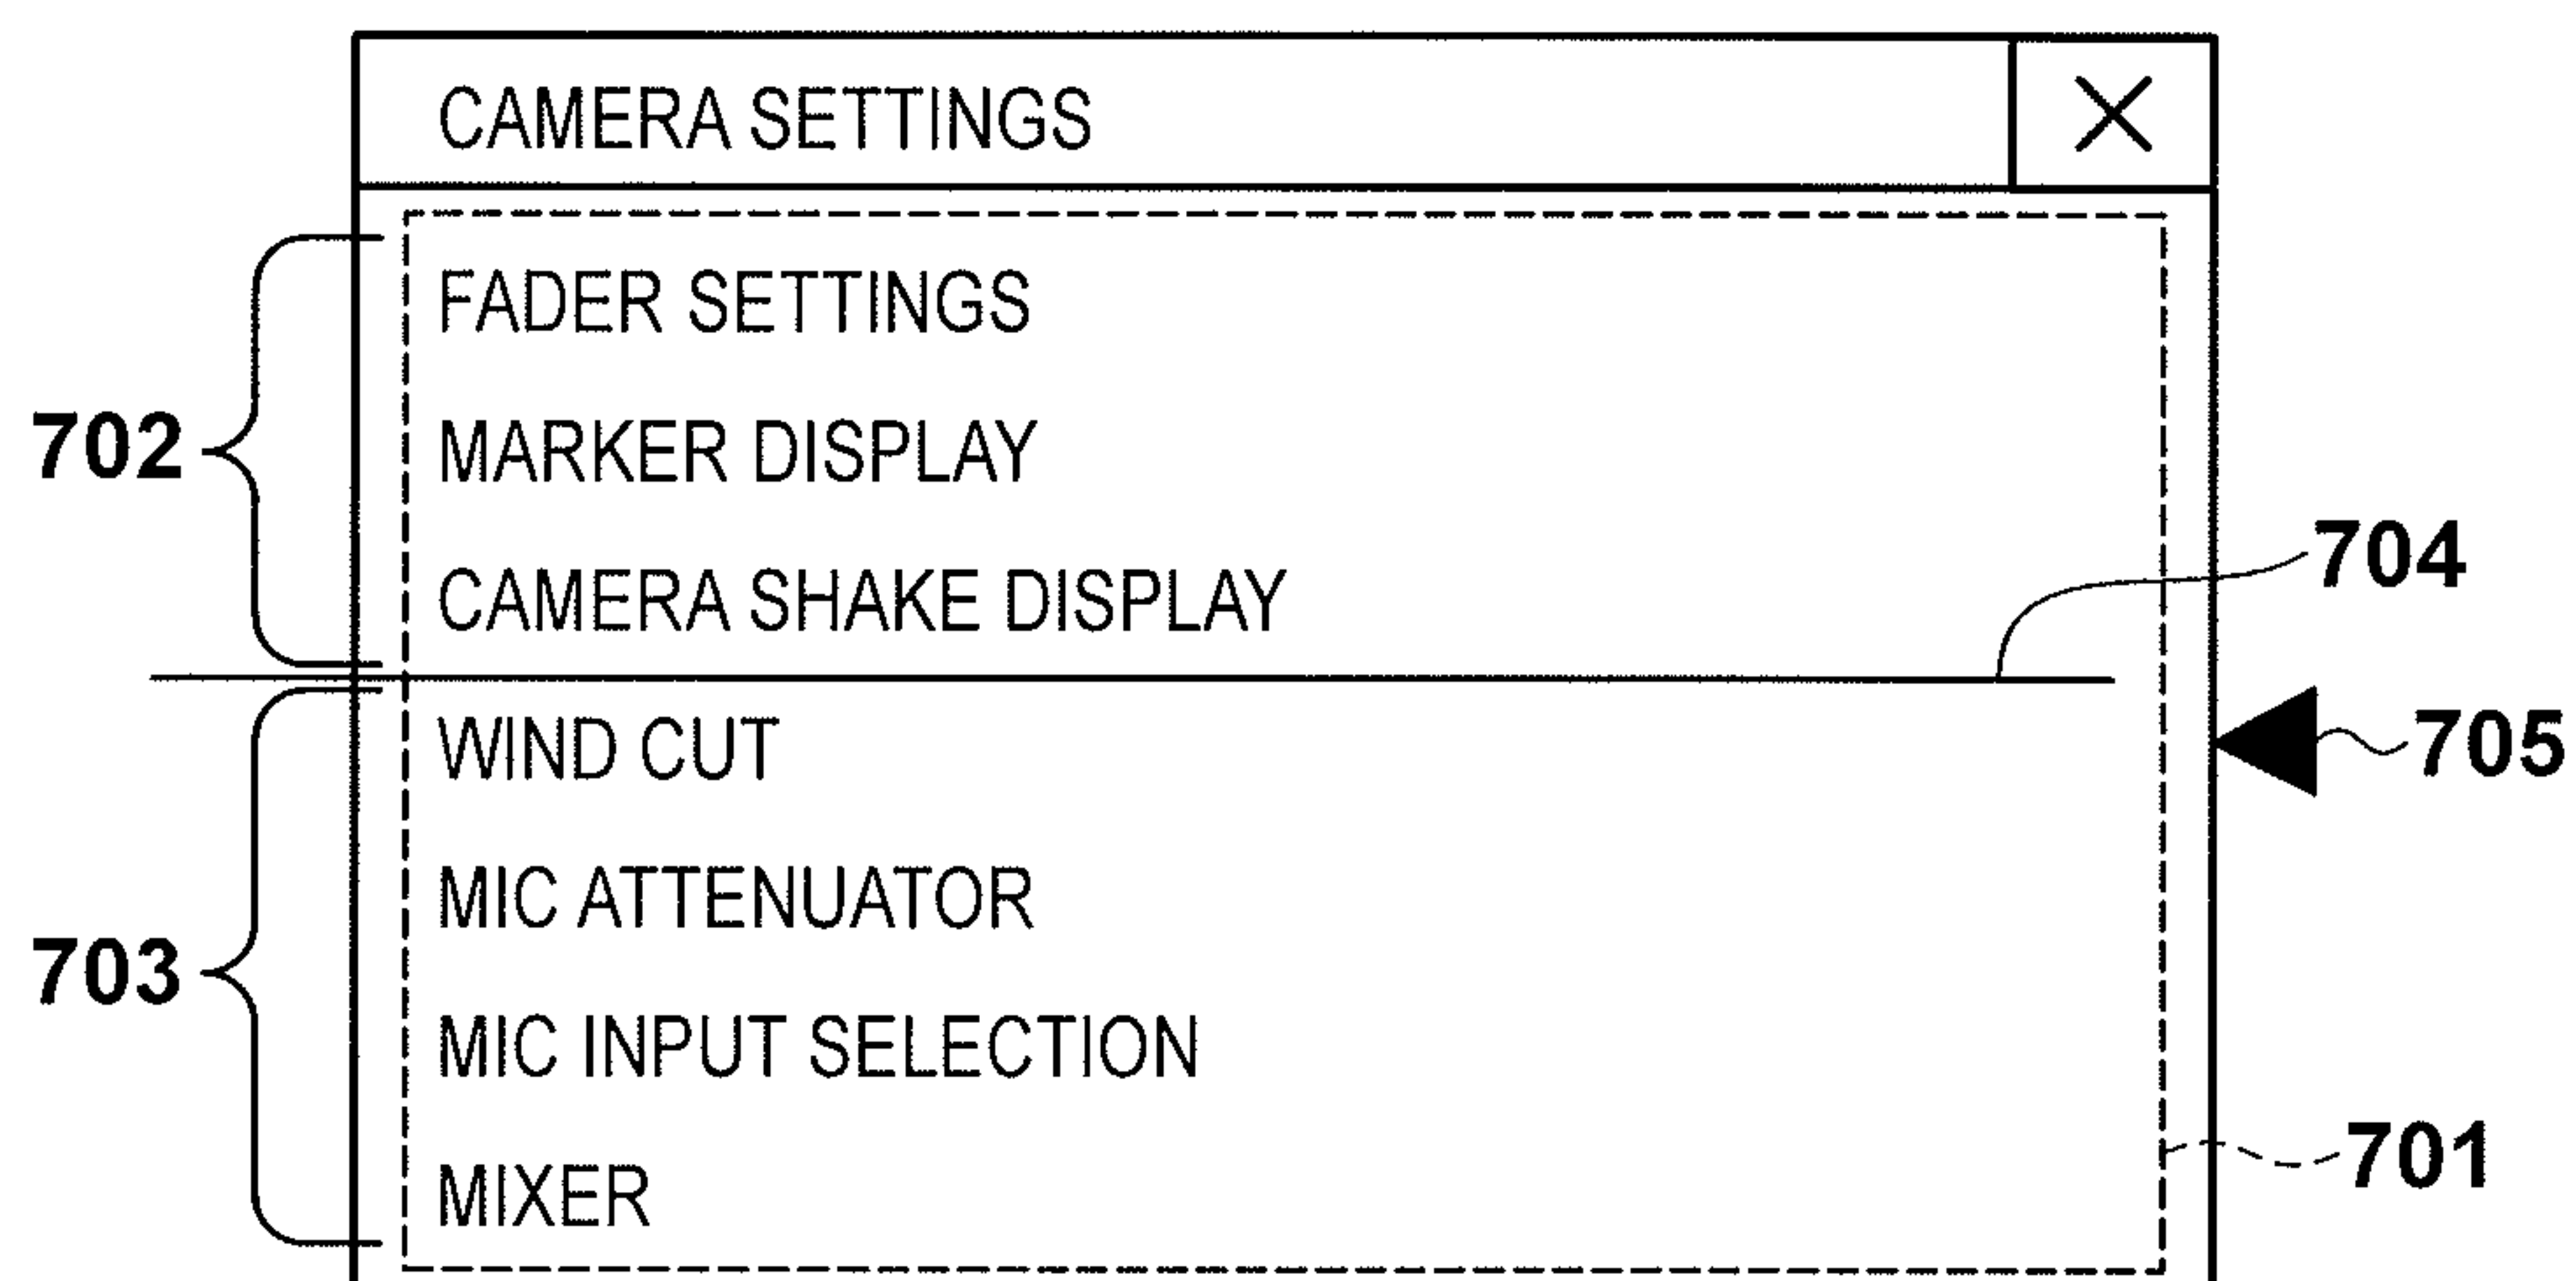 CAMERA SETTINGS X
FADER SETTINGS
702 MARKER DISPLAY
CAMERA SHAKE DISPLAY
704
WIND CUT 705
MIC ATTENUATOR
703
MIC INPUT SELECTION
701
MIXER